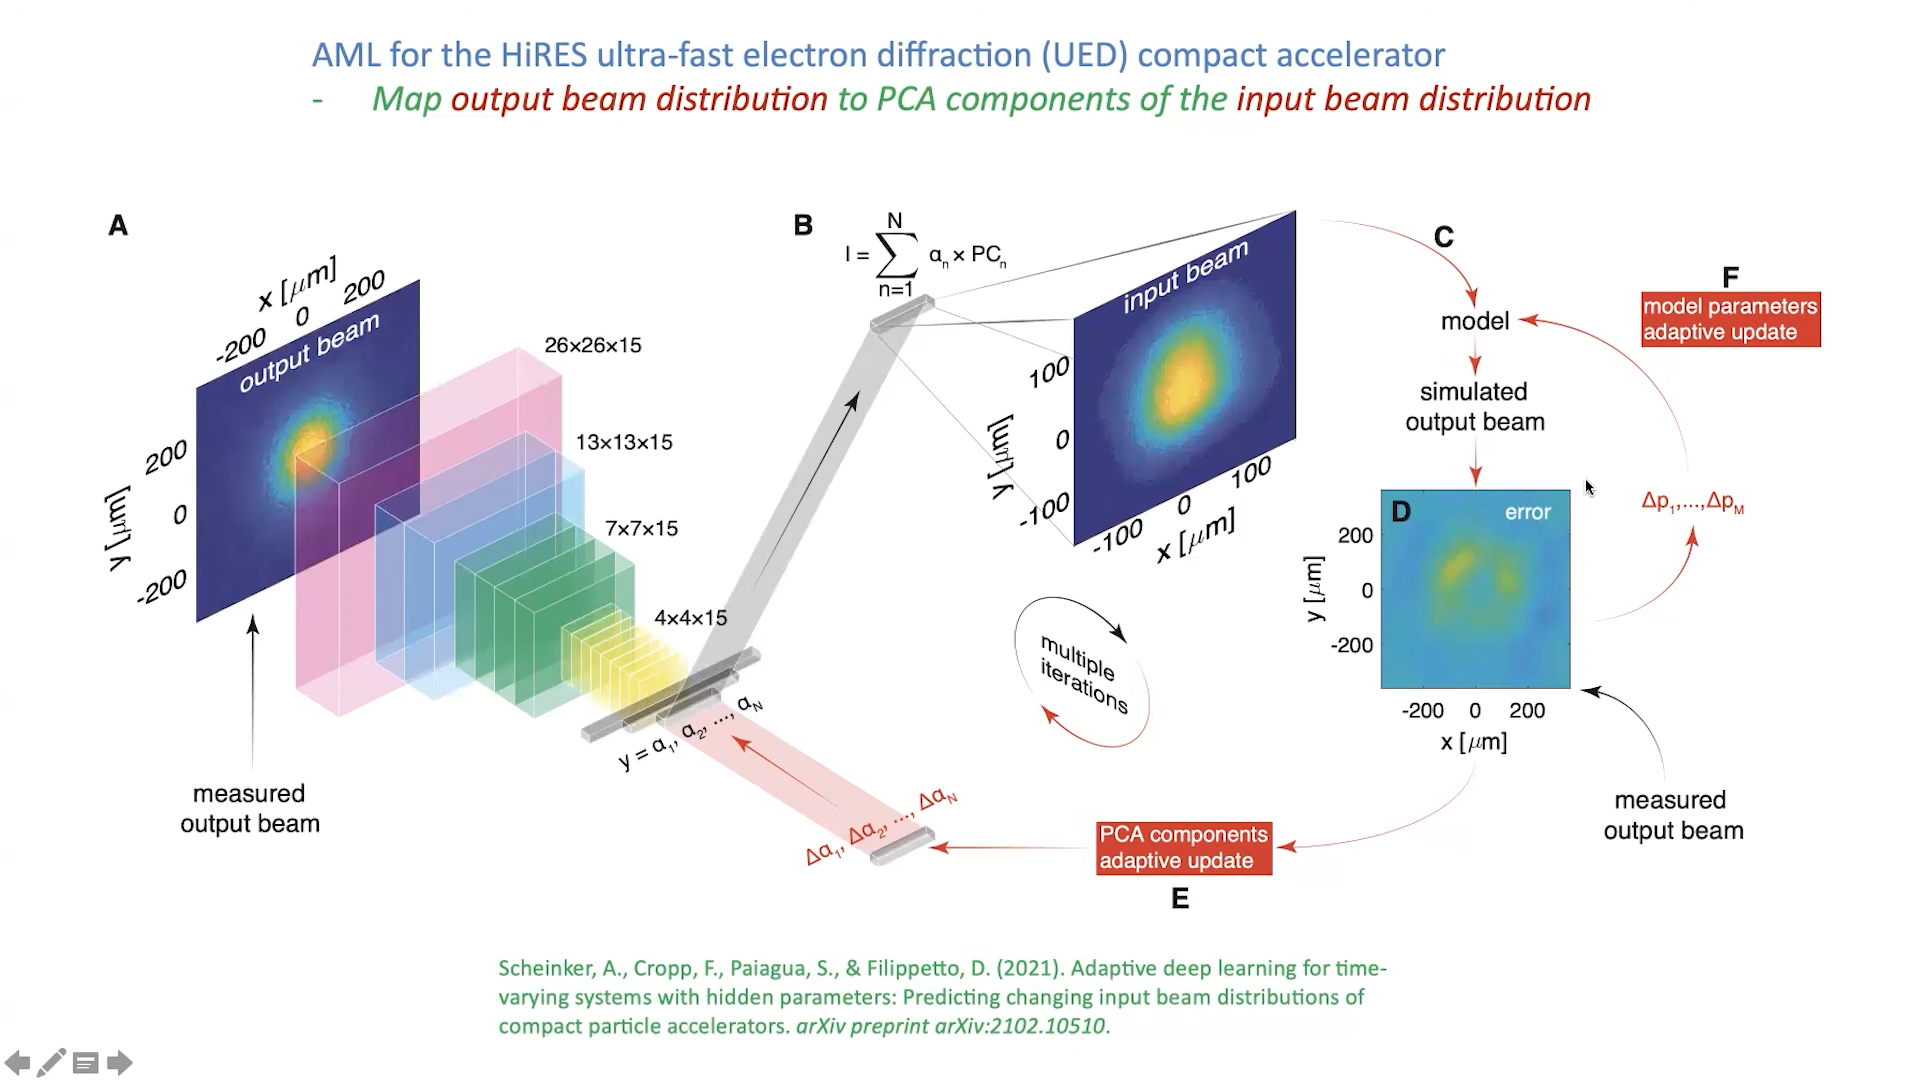 AML for the HiRES ultra-fast electron diffraction (UED) compact accelerator
- Map output beam distribution to PCA components of the input beam distribution
A
x [μm]
-200 0 200
output beam
y [μm]
200
0
-200
measured
output beam
26×26×15
13×13×15
7×7×15
4×4×15
y = α1, α2, ..., αN
Δα1, Δα2, ..., ΔαN
B
N
I = ∑ αn × PCn
n=1
input beam
y [μm]
100
0
-100
-100 0 100
x [μm]
multiple
iterations
C
model
simulated
output beam
D
error
y [μm]
200
0
-200
-200 0 200
x [μm]
measured
output beam
PCA components
adaptive update
E
F
model parameters
adaptive update
Δp1,...,ΔpM
Scheinker, A., Cropp, F., Paiagua, S., & Filippetto, D. (2021). Adaptive deep learning for time-
varying systems with hidden parameters: Predicting changing input beam distributions of
compact particle accelerators. arXiv preprint arXiv:2102.10510.